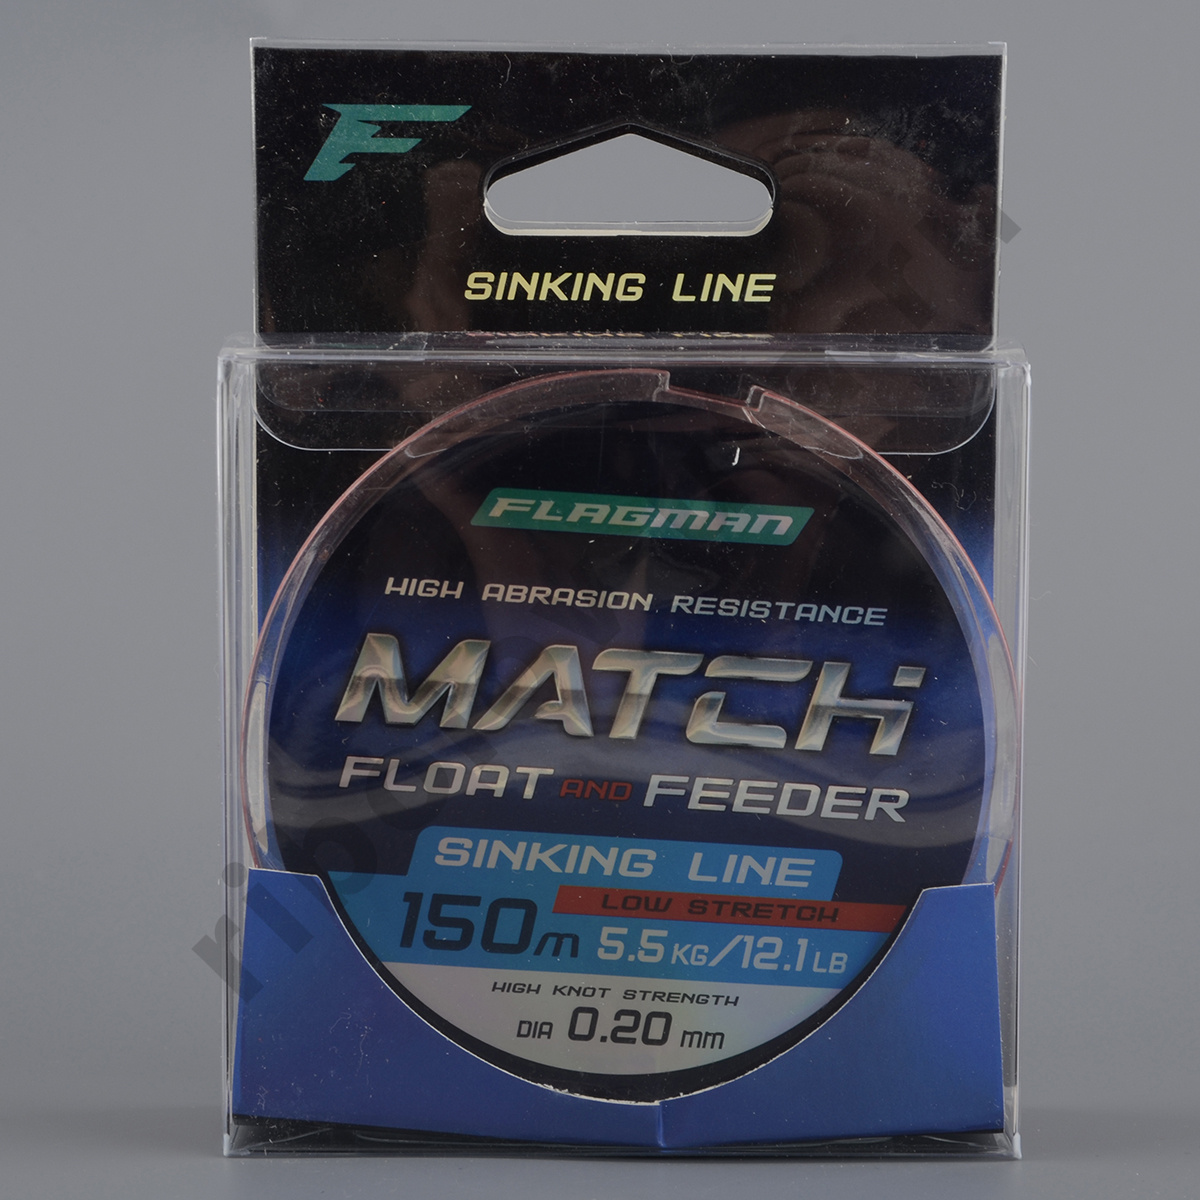 SINKING LINE
FLAGMAN
HIGH ABRASION RESISTANCE
MATCH
FLOAT AND FEEDER
SINKING LINE
LOW STRETCH
150m 5.5 KG/12.1 LB
HIGH KNOT STRENGTH
DIA 0.20 mm